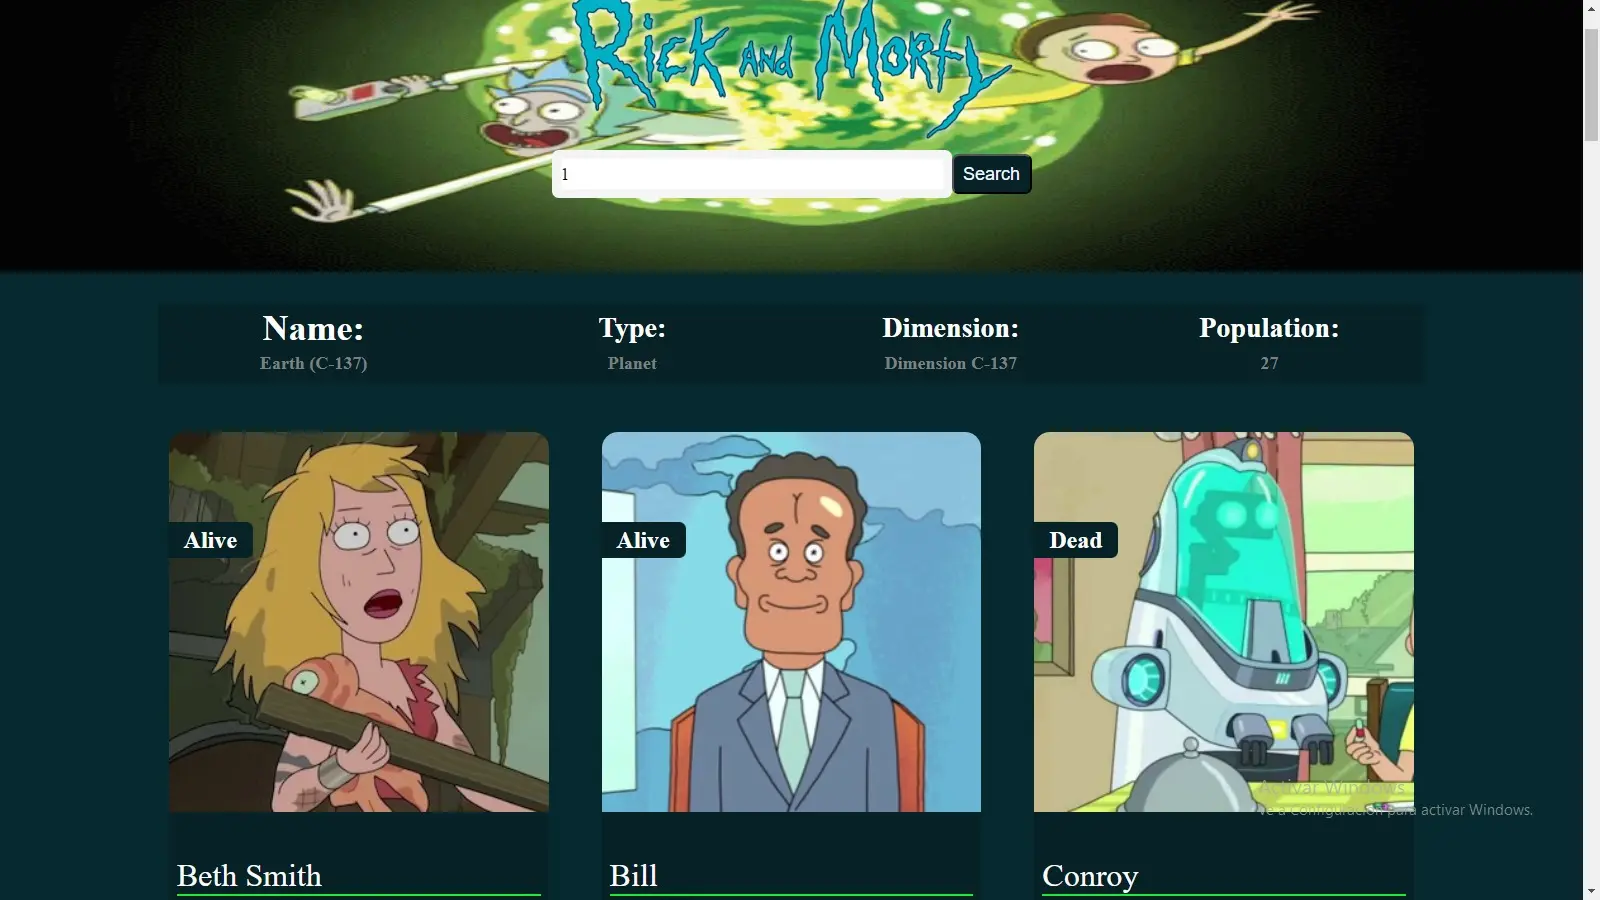 Rick and Morty
1
Search
Name:
Type:
Dimension:
Population:
Earth (C-137)
Planet
Dimension C-137
27
Alive
Alive
Dead
Activar Windows
Ve a Configuración para activar Windows.
Beth Smith
Bill
Conroy